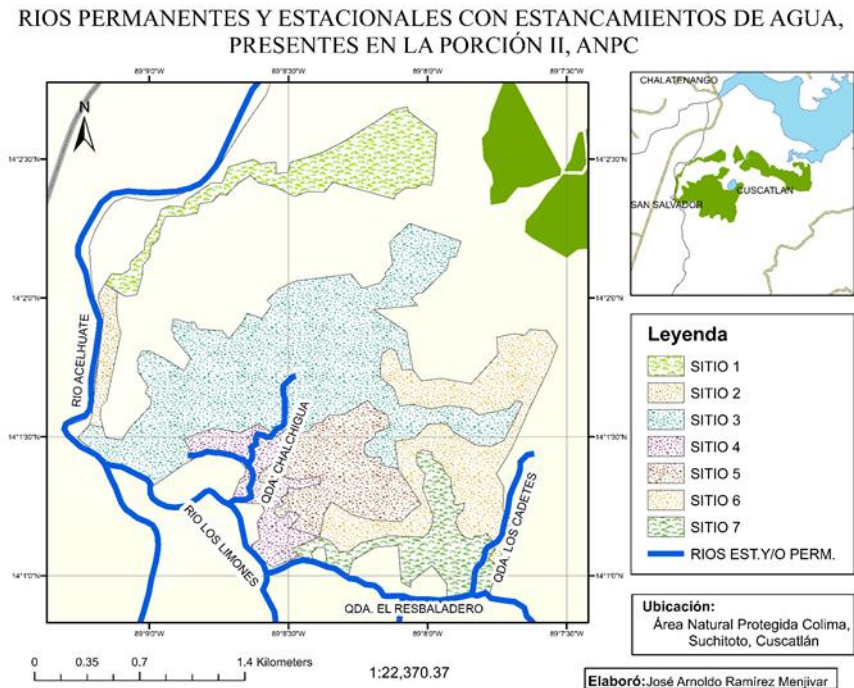 RIOS PERMANENTES Y ESTACIONALES CON ESTANCAMIENTOS DE AGUA,
PRESENTES EN LA PORCIÓN II, ANPC
89°9'0"W
89°8'30"W
89°8'0"W
89°7'30"W
N
14°2'30"N
14°2'30"N
14°2'0"N
14°2'0"N
14°1'30"N
14°1'30"N
14°1'0"N
14°1'0"N
RIO ACELHUATE
QDA. CHALCHIGUA
RIO LOS LIMONES
QDA. LOS CADETES
QDA. EL RESBALADERO
89°9'0"W
89°8'30"W
89°8'0"W
89°7'30"W
0 0.35 0.7 1.4 Kilometers
1:22,370.37
CHALATENANGO
CUSCATLAN
SAN SALVADOR
Leyenda
SITIO 1
SITIO 2
SITIO 3
SITIO 4
SITIO 5
SITIO 6
SITIO 7
RIOS EST.Y/O PERM.
Ubicación:
Área Natural Protegida Colima,
Suchitoto, Cuscatlán
Elaboró:José Arnoldo Ramírez Menjivar